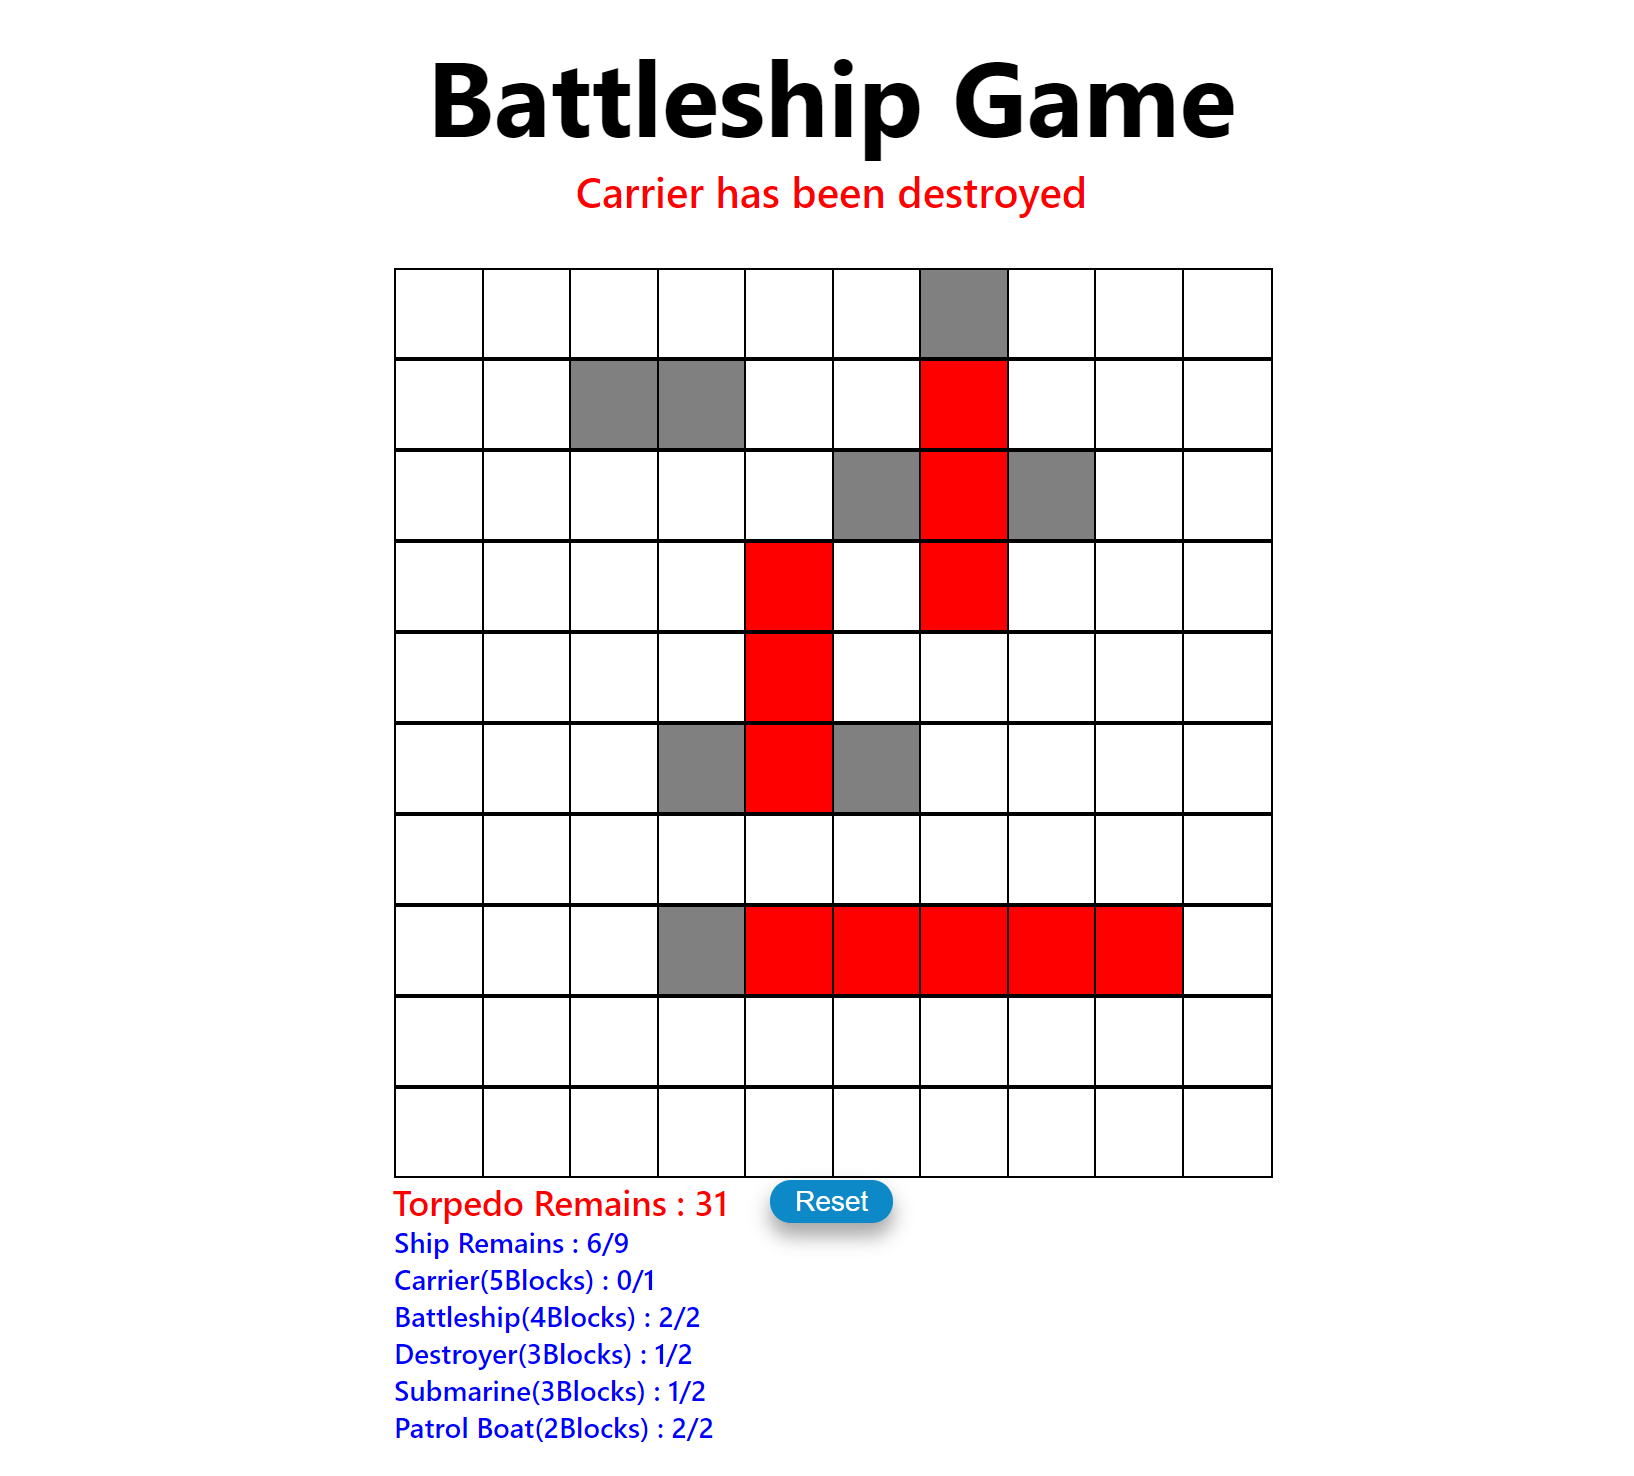 Battleship Game
Carrier has been destroyed
Torpedo Remains : 31 Reset
Ship Remains : 6/9
Carrier(5Blocks) : 0/1
Battleship(4Blocks) : 2/2
Destroyer(3Blocks) : 1/2
Submarine(3Blocks) : 1/2
Patrol Boat(2Blocks) : 2/2